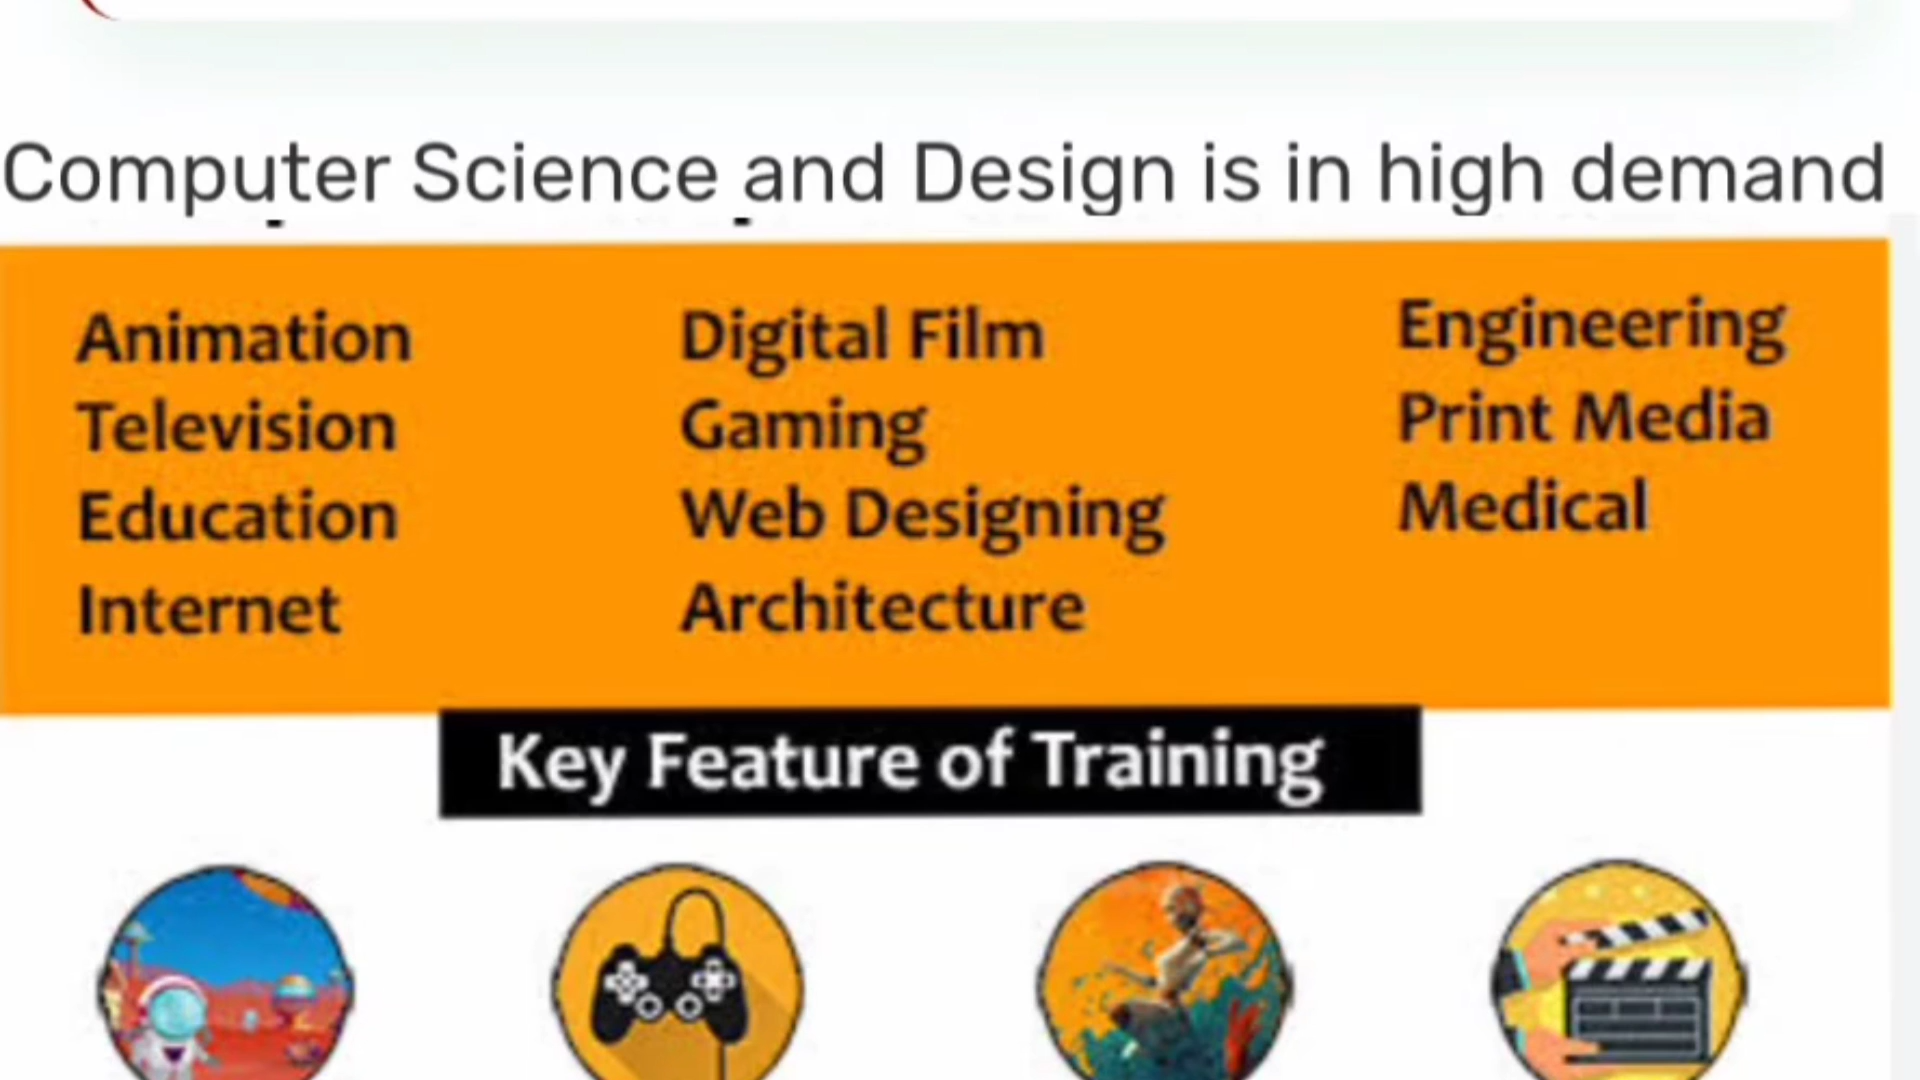 Computer Science and Design is in high demand
Animation
Television
Education
Internet
Digital Film
Gaming
Web Designing
Architecture
Engineering
Print Media
Medical
Key Feature of Training